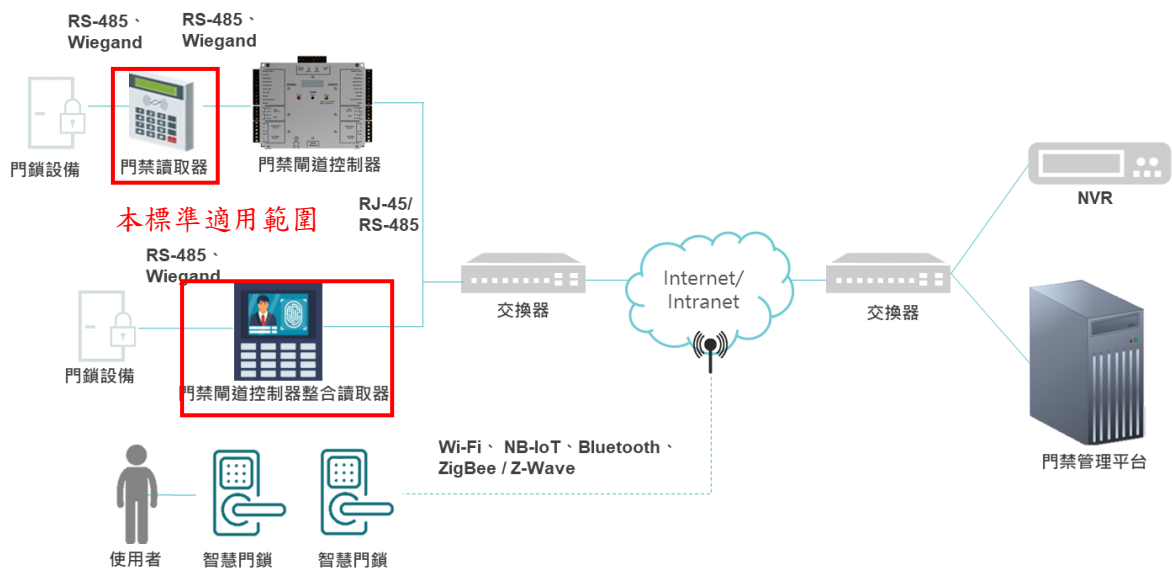 RS-485、
Wiegand
RS-485、
Wiegand
門鎖設備
門禁讀取器
門禁閘道控制器
本標準適用範圍
RJ-45/
RS-485
RS-485、
Wiegand
門鎖設備
門禁閘道控制器整合讀取器
交換器
Internet/
Intranet
交換器
NVR
門禁管理平台
Wi-Fi、 NB-IoT、Bluetooth、
ZigBee / Z-Wave
使用者
智慧門鎖
智慧門鎖